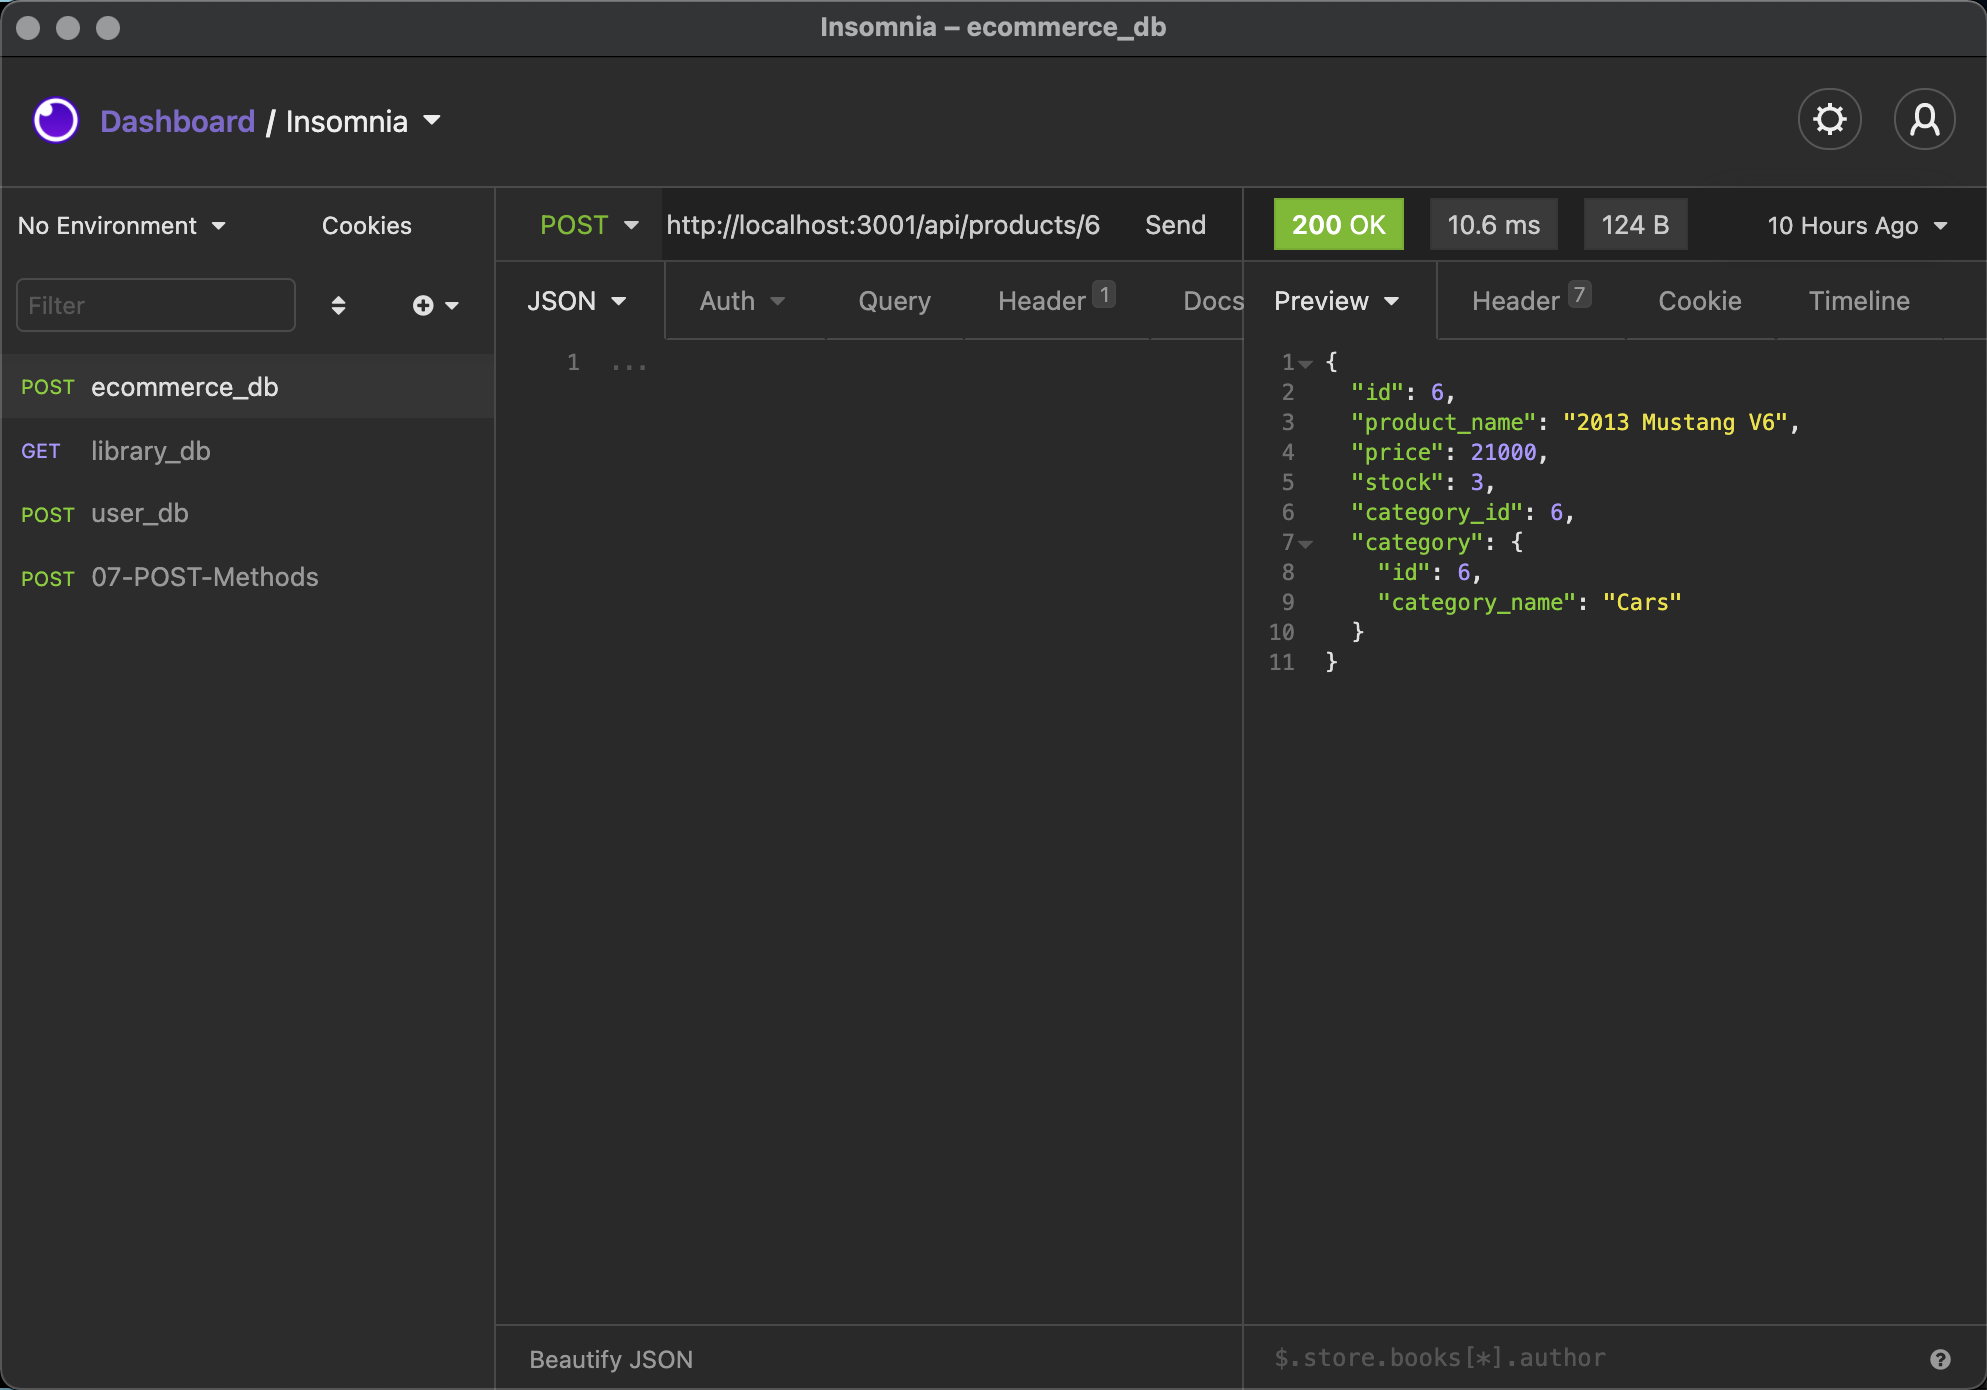 Insomnia – ecommerce_db
Dashboard / Insomnia
No Environment Cookies
Filter
POST ecommerce_db
GET library_db
POST user_db
POST 07-POST-Methods
POST http://localhost:3001/api/products/6 Send
JSON Auth Query Header 1 Docs
1 ...
Beautify JSON
200 OK 10.6 ms 124 B 10 Hours Ago
Preview Header 7 Cookie Timeline
1 {
2 "id": 6,
3 "product_name": "2013 Mustang V6",
4 "price": 21000,
5 "stock": 3,
6 "category_id": 6,
7 "category": {
8 "id": 6,
9 "category_name": "Cars"
10 }
11 }
$.store.books[*].author